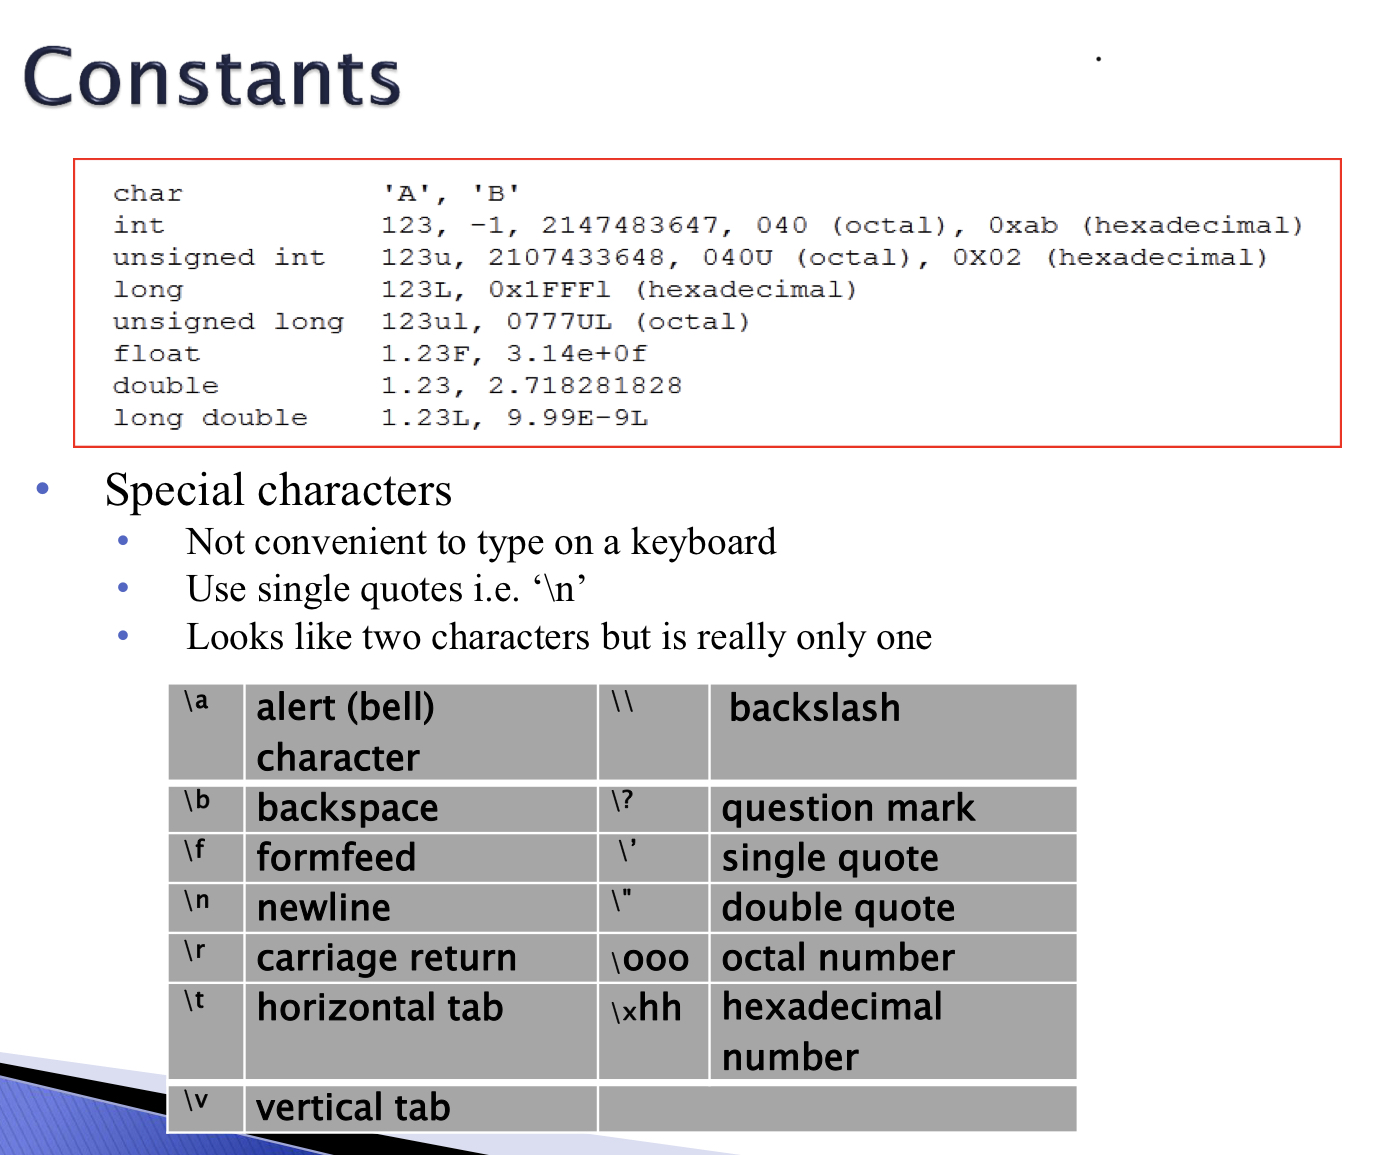 Constants
char 'A', 'B'
int 123, -1, 2147483647, 040 (octal), 0xab (hexadecimal)
unsigned int 123u, 2107433648, 040U (octal), 0X02 (hexadecimal)
long 123L, 0x1FFFl (hexadecimal)
unsigned long 123ul, 0777UL (octal)
float 1.23F, 3.14e+0f
double 1.23, 2.718281828
long double 1.23L, 9.99E-9L
• Special characters
• Not convenient to type on a keyboard
• Use single quotes i.e. ‘\n’
• Looks like two characters but is really only one
\a alert (bell) \\ backslash
character
\b backspace \? question mark
\f formfeed \’ single quote
\n newline \" double quote
\r carriage return \ooo octal number
\t horizontal tab \xhh hexadecimal
number
\v vertical tab